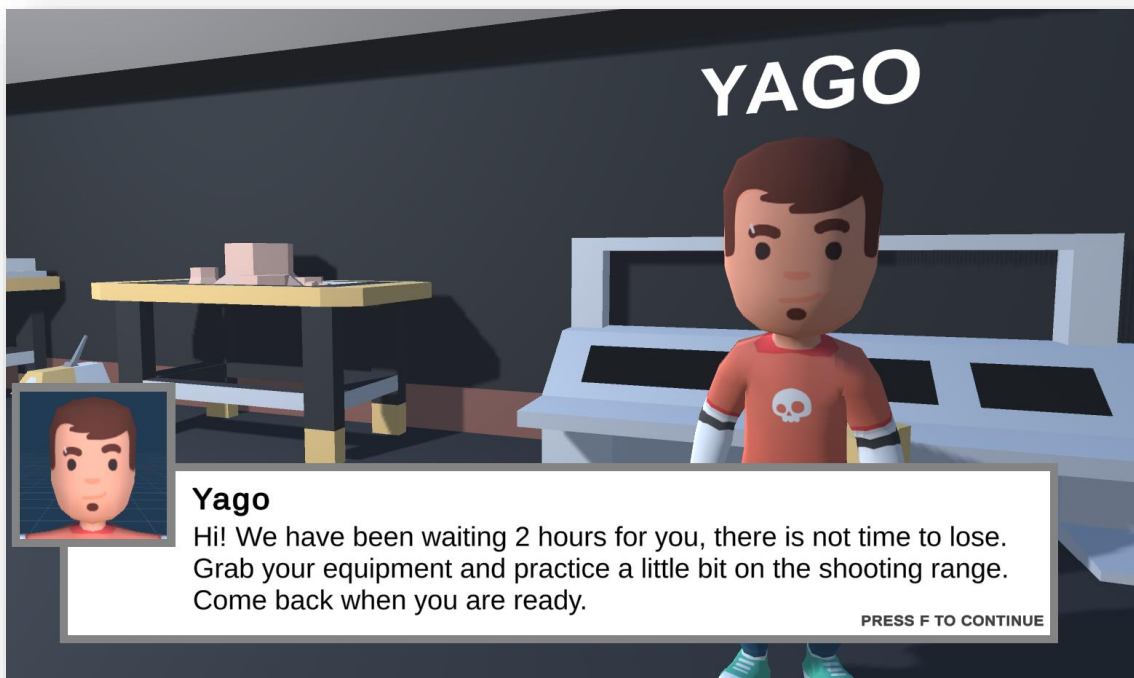 YAGO
Yago
Hi! We have been waiting 2 hours for you, there is not time to lose.
Grab your equipment and practice a little bit on the shooting range.
Come back when you are ready.
PRESS F TO CONTINUE